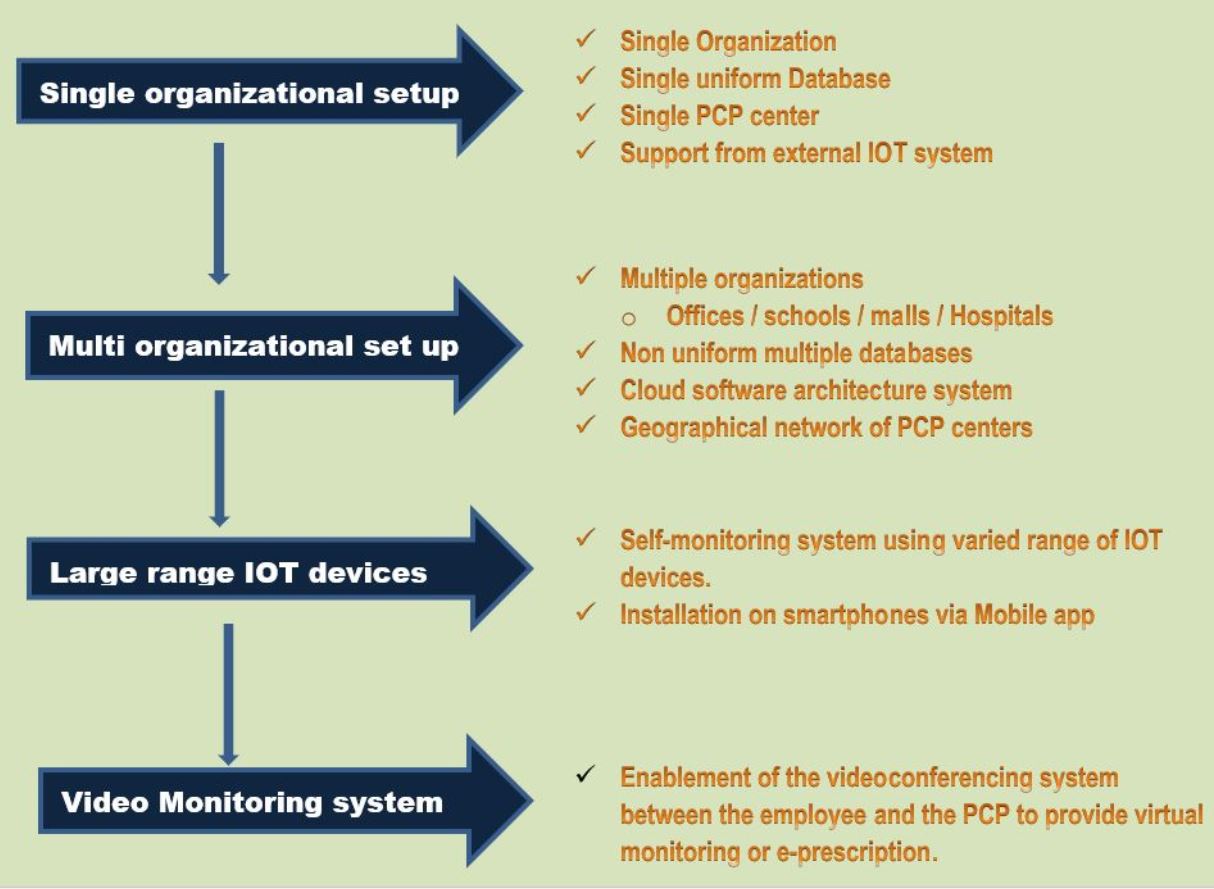 Single organizational setup
✓ Single Organization
✓ Single uniform Database
✓ Single PCP center
✓ Support from external IOT system
Multi organizational set up
✓ Multiple organizations
o Offices / schools / malls / Hospitals
✓ Non uniform multiple databases
✓ Cloud software architecture system
✓ Geographical network of PCP centers
Large range IOT devices
✓ Self-monitoring system using varied range of IOT
devices.
✓ Installation on smartphones via Mobile app
Video Monitoring system
✓ Enablement of the videoconferencing system
between the employee and the PCP to provide virtual
monitoring or e-prescription.